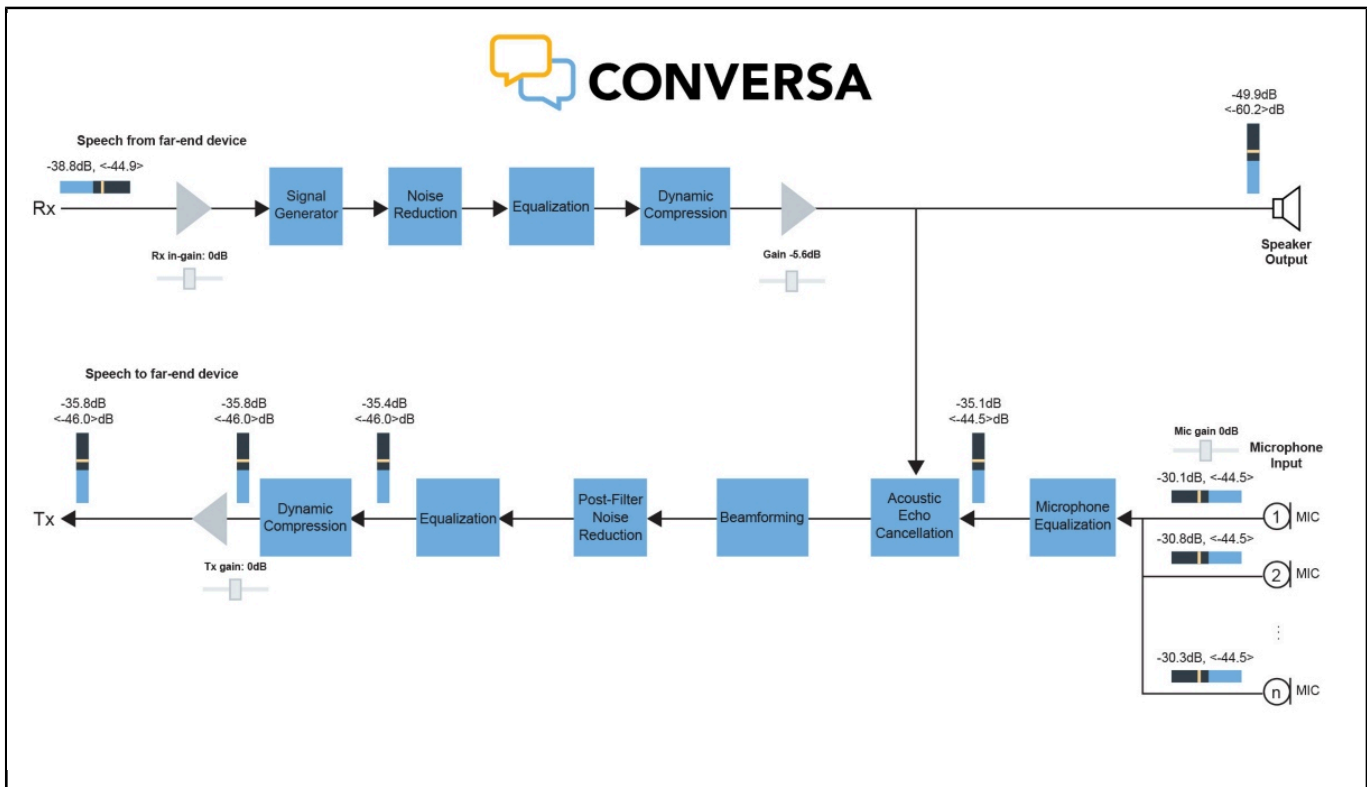 CONVERSA
Speech from far-end device
-38.8dB, <-44.9>
Rx
Rx in-gain: 0dB
Signal
Generator
Noise
Reduction
Equalization
Dynamic
Compression
Gain -5.6dB
-49.9dB
<-60.2>dB
Speaker
Output
Speech to far-end device
-35.8dB
<-46.0>dB
-35.8dB
<-46.0>dB
-35.4dB
<-46.0>dB
-35.1dB
<-44.5>dB
Mic gain 0dB
Microphone
Input
Tx
Tx gain: 0dB
Dynamic
Compression
Equalization
Post-Filter
Noise
Reduction
Beamforming
Acoustic
Echo
Cancellation
Microphone
Equalization
-30.1dB, <-44.5>
1 MIC
-30.8dB, <-44.5>
2 MIC
⋮
-30.3dB, <-44.5>
n MIC